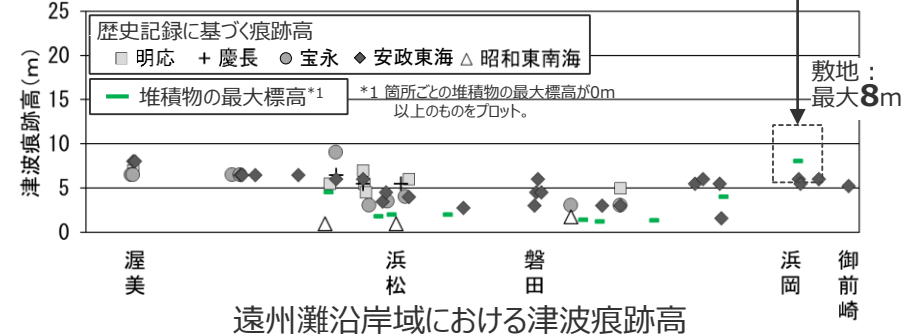 25
20
15
10
5
0
津波痕跡高(m)
歴史記録に基づく痕跡高
明応 慶長 宝永 安政東海 昭和東南海
堆積物の最大標高*1
*1 箇所ごとの堆積物の最大標高が0m
以上のものをプロット。
敷地：
最大8m
渥美
浜松
磐田
浜岡
御前崎
遠州灘沿岸域における津波痕跡高